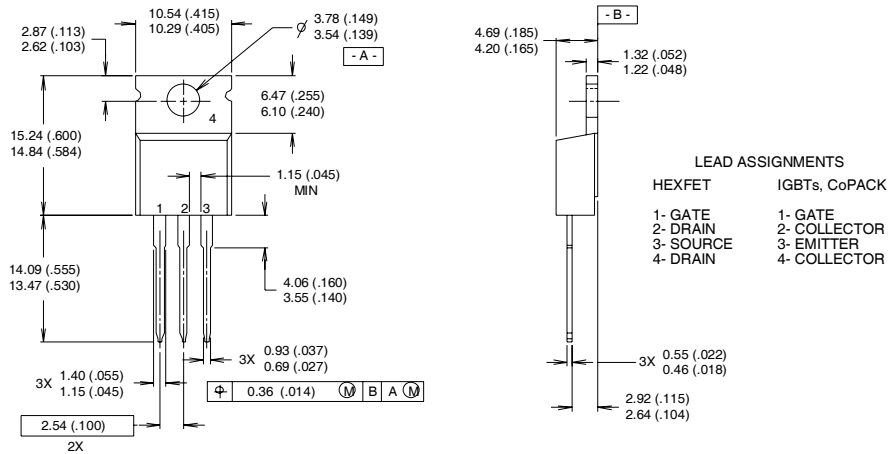 10.54 (.415)
10.29 (.405)
2.87 (.113)
2.62 (.103)
3.78 (.149)
3.54 (.139)
- A -
6.47 (.255)
6.10 (.240)
4
15.24 (.600)
14.84 (.584)
1.15 (.045)
MIN
1 2 3
14.09 (.555)
13.47 (.530)
4.06 (.160)
3.55 (.140)
3X 0.93 (.037)
0.69 (.027)
3X 1.40 (.055)
1.15 (.045)
0.36 (.014) M B A M
2.54 (.100)
2X
- B -
4.69 (.185)
4.20 (.165)
1.32 (.052)
1.22 (.048)
3X 0.55 (.022)
0.46 (.018)
2.92 (.115)
2.64 (.104)
LEAD ASSIGNMENTS
HEXFET IGBTs, CoPACK
1- GATE 1- GATE
2- DRAIN 2- COLLECTOR
3- SOURCE 3- EMITTER
4- DRAIN 4- COLLECTOR